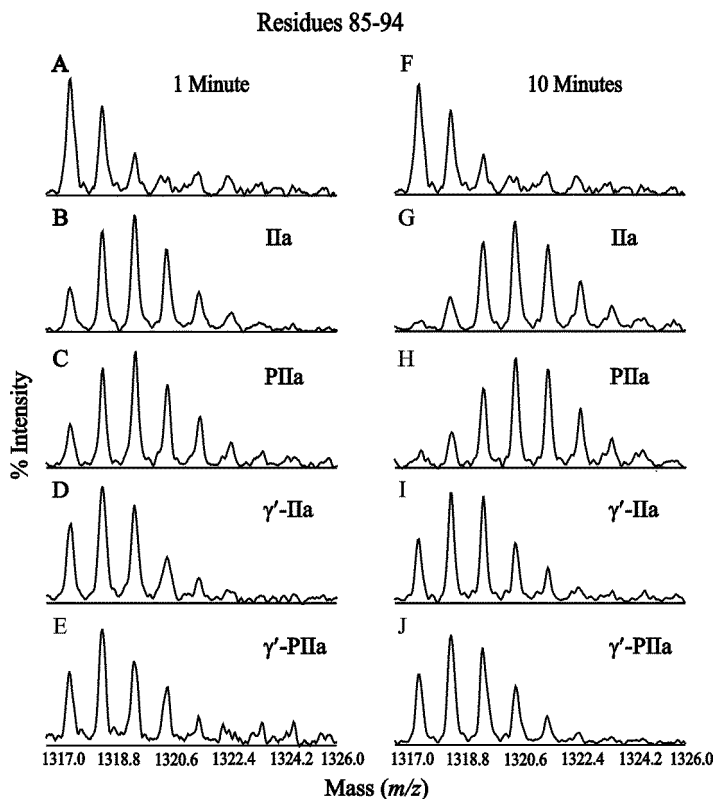 Residues 85-94
A
1 Minute
F
10 Minutes
B
IIa
G
IIa
C
PIIa
H
PIIa
D
γ′-IIa
I
γ′-IIa
E
γ′-PIIa
J
γ′-PIIa
% Intensity
1317.0 1318.8 1320.6 1322.4 1324.2 1326.0
1317.0 1318.8 1320.6 1322.4 1324.2 1326.0
Mass (m/z)